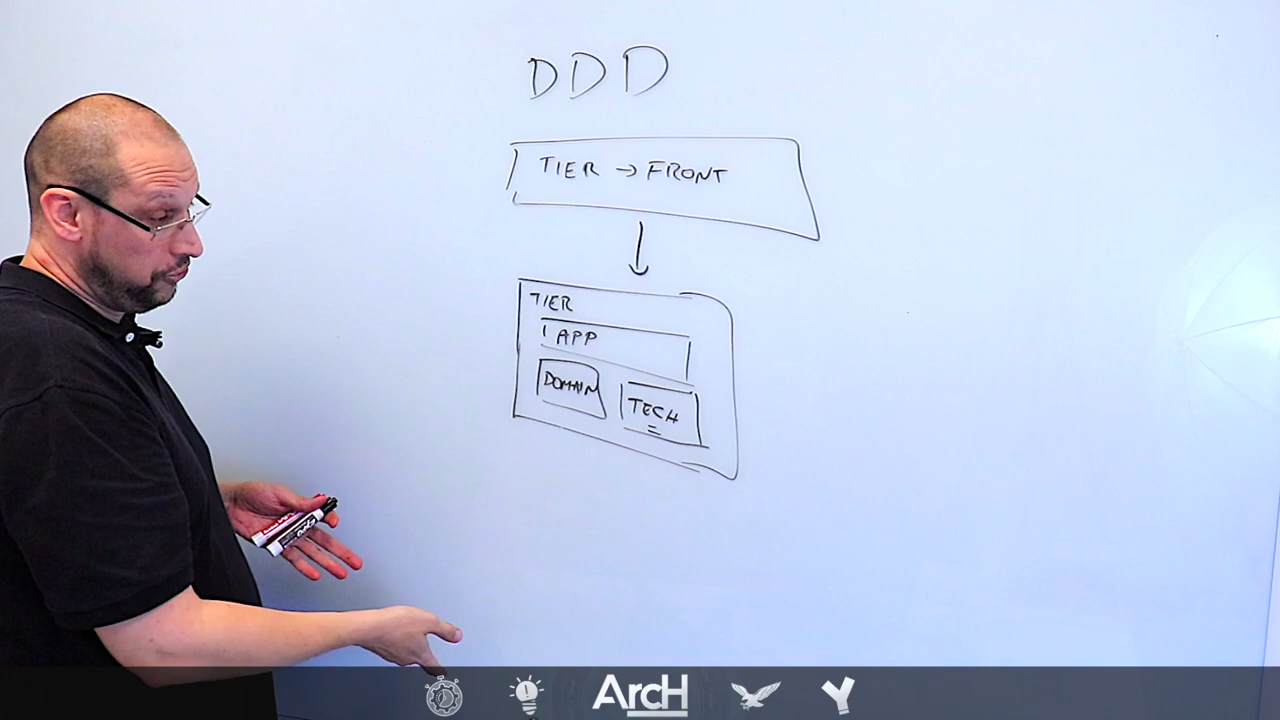 DDD
TIER → FRONT
TIER
APP
DOMAIN
TECH
ArcH